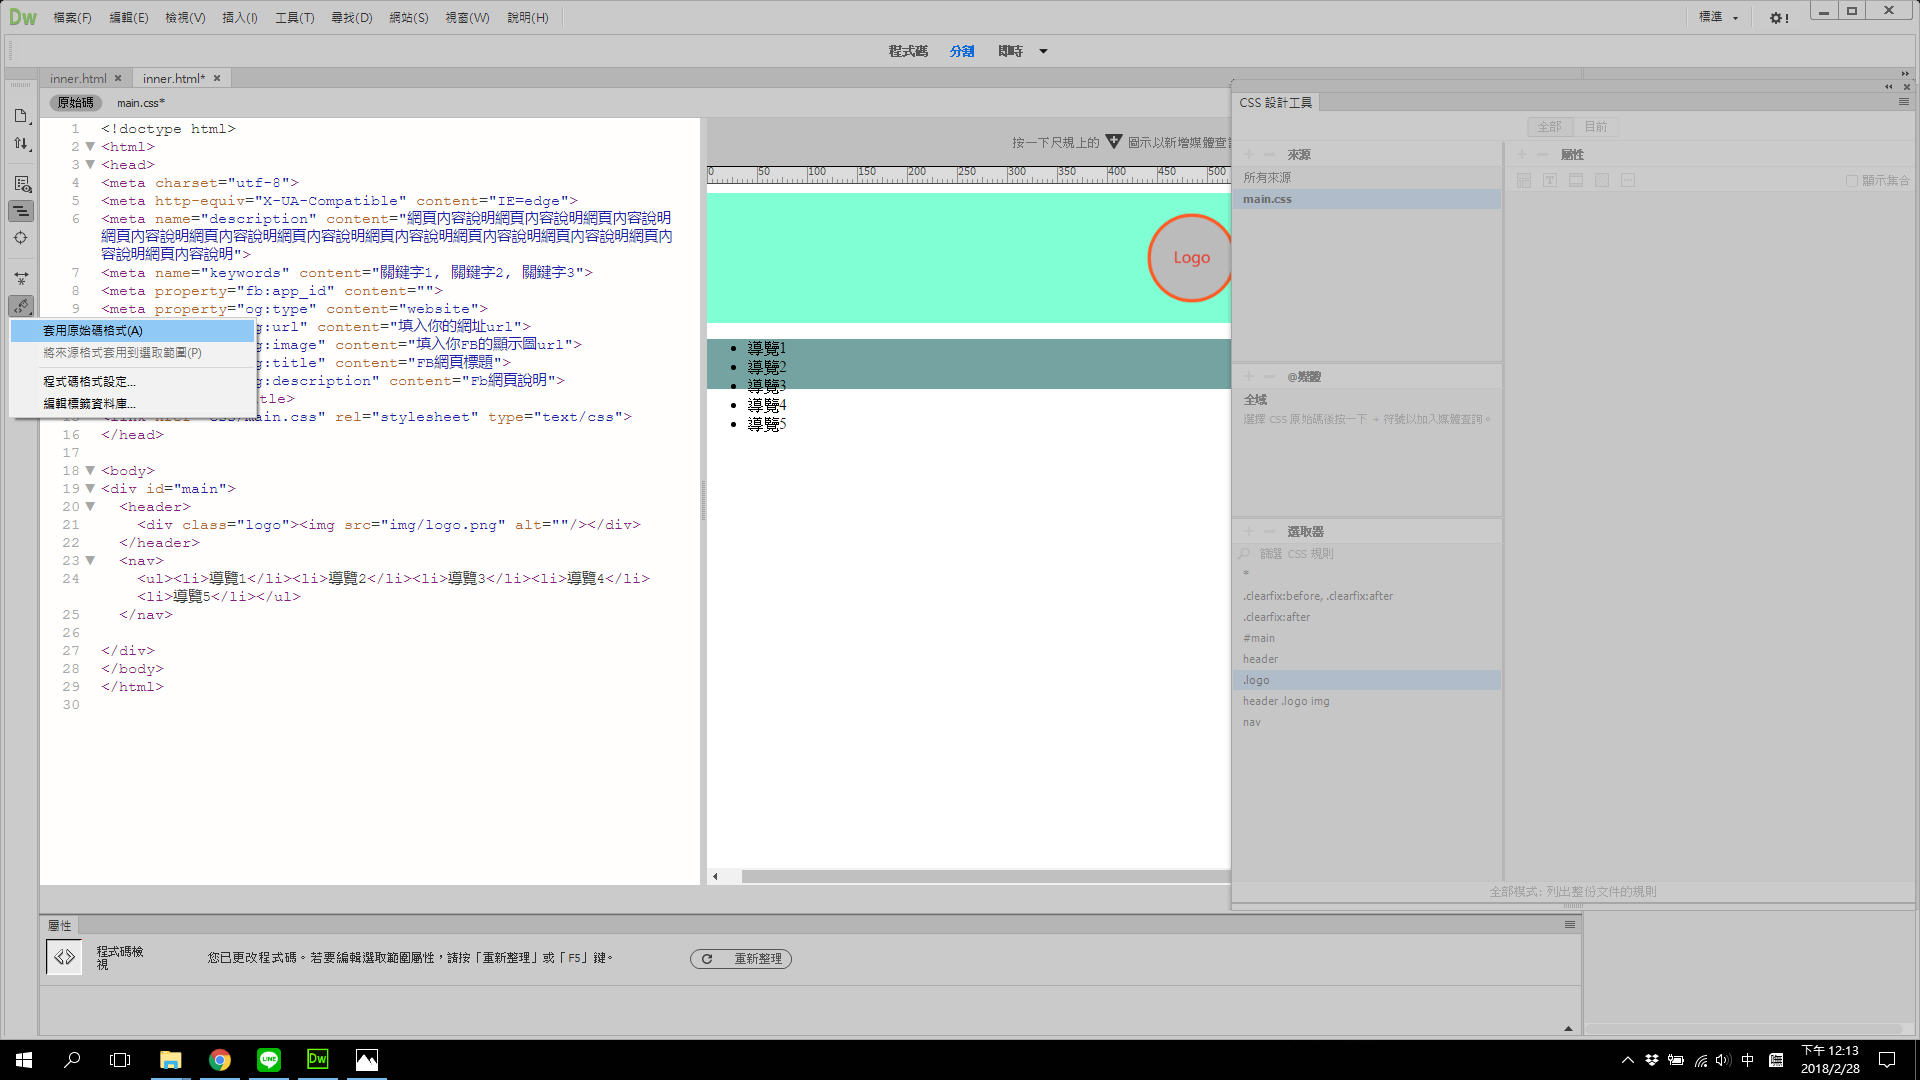 Dw 檔案(F) 編輯(E) 檢視(V) 插入(I) 工具(T) 尋找(D) 網站(S) 視窗(W) 說明(H) 標準
程式碼 分割 即時
inner.html inner.html*
原始碼 main.css*
1 <!doctype html>
2 <html>
3 <head>
4 <meta charset="utf-8">
5 <meta http-equiv="X-UA-Compatible" content="IE=edge">
6 <meta name="description" content="網頁內容說明網頁內容說明網頁內容說明
網頁內容說明網頁內容說明網頁內容說明網頁內容說明網頁內容說明網頁內容說明網頁內
容說明網頁內容說明">
7 <meta name="keywords" content="關鍵字1, 關鍵字2, 關鍵字3">
8 <meta property="fb:app_id" content="">
9 <meta property="og:type" content="website">
g:url" content="填入你的網址url">
g:image" content="填入你FB的顯示圖url">
g:title" content="FB網頁標題">
g:description" content="Fb網頁說明">
tle>
/main.css" rel="stylesheet" type="text/css">
16 </head>
17
18 <body>
19 <div id="main">
20 <header>
21 <div class="logo"><img src="img/logo.png" alt=""/></div>
22 </header>
23 <nav>
24 <ul><li>導覽1</li><li>導覽2</li><li>導覽3</li><li>導覽4</li>
<li>導覽5</li></ul>
25 </nav>
26
27 </div>
28 </body>
29 </html>
30
套用原始碼格式(A)
將來源格式套用到選取範圍(P)
程式碼格式設定...
編輯標籤資料庫...
按一下尺規上的 圖示以新增媒體查
0 50 100 150 200 250 300 350 400 450 500
Logo
導覽1
導覽2
導覽3
導覽4
導覽5
CSS 設計工具
全部 目前
來源
所有來源
main.css
屬性
顯示集合
@媒體
全域
選擇 CSS 原始碼後按一下 + 符號以加入媒體查詢。
選取器
篩選 CSS 規則
*
.clearfix:before, .clearfix:after
.clearfix:after
#main
header
.logo
header .logo img
nav
全部模式: 列出整份文件的規則
屬性
程式碼檢
視
您已更改程式碼。若要編輯選取範圍屬性，請按「重新整理」或「F5」鍵。
重新整理
LINE
Dw
中
下午 12:13
2018/2/28